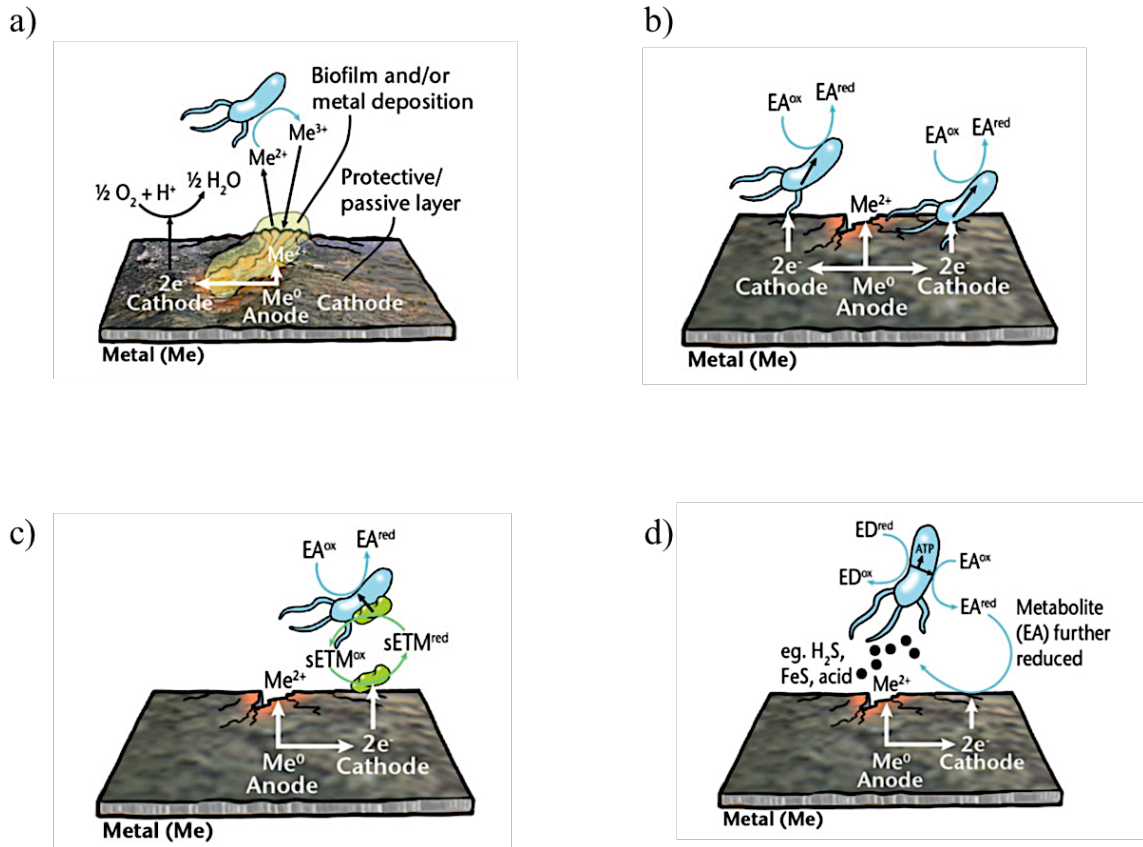 a)
Biofilm and/or
metal deposition
Me³⁺
Me²⁺
½ O₂ + H⁺
½ H₂O
Protective/
passive layer
Me²⁺
2e⁻
Cathode
Me⁰
Anode
Cathode
Metal (Me)
b)
EAᵒˣ
EAʳᵉᵈ
EAᵒˣ
EAʳᵉᵈ
Me²⁺
2e⁻
Cathode
Me⁰
Anode
2e⁻
Cathode
Metal (Me)
c)
EAᵒˣ
EAʳᵉᵈ
sETMᵒˣ
sETMʳᵉᵈ
Me²⁺
Me⁰
Anode
2e⁻
Cathode
Metal (Me)
d)
EDʳᵉᵈ
ATP
EDᵒˣ
EAᵒˣ
EAʳᵉᵈ
Metabolite
(EA) further
reduced
eg. H₂S,
FeS, acid
Me²⁺
Me⁰
Anode
2e⁻
Cathode
Metal (Me)